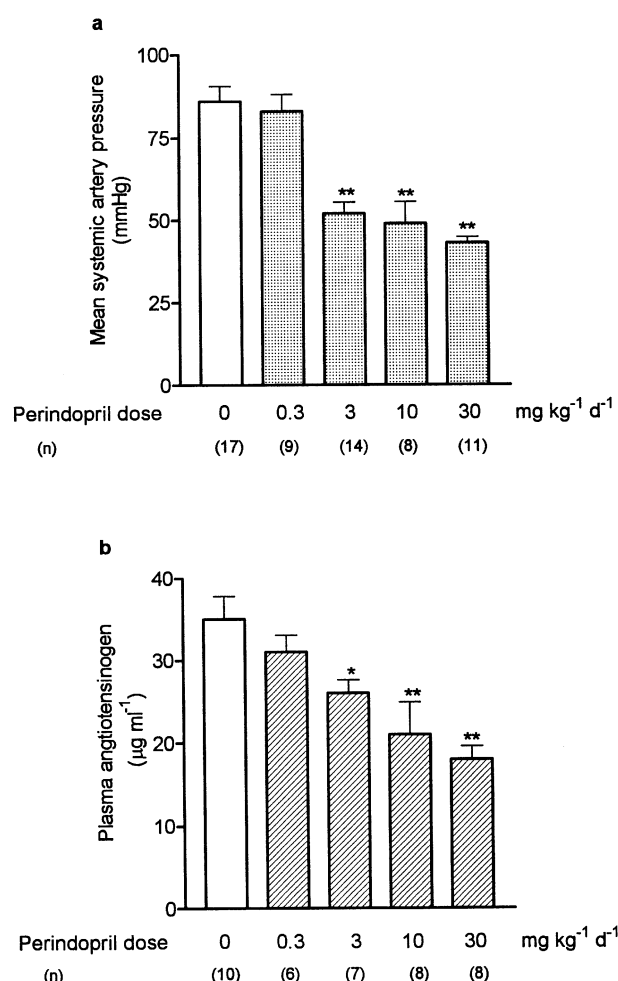 a
Mean systemic artery pressure
(mmHg)
100
75
50
25
0
** ** **
Perindopril dose 0 0.3 3 10 30 mg kg⁻¹ d⁻¹
(n) (17) (9) (14) (8) (11)
b
Plasma angtiotensinogen
(µg ml⁻¹)
40
30
20
10
0
* ** **
Perindopril dose 0 0.3 3 10 30 mg kg⁻¹ d⁻¹
(n) (10) (6) (7) (8) (8)